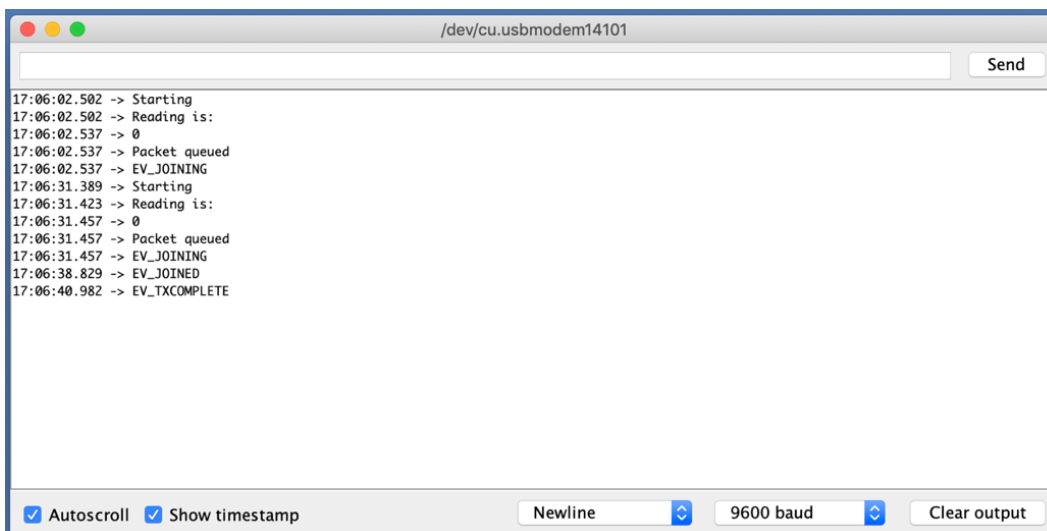 /dev/cu.usbmodem14101
Send
17:06:02.502 -> Starting
17:06:02.502 -> Reading is:
17:06:02.537 -> 0
17:06:02.537 -> Packet queued
17:06:02.537 -> EV_JOINING
17:06:31.389 -> Starting
17:06:31.423 -> Reading is:
17:06:31.457 -> 0
17:06:31.457 -> Packet queued
17:06:31.457 -> EV_JOINING
17:06:38.829 -> EV_JOINED
17:06:40.982 -> EV_TXCOMPLETE
Autoscroll Show timestamp Newline 9600 baud Clear output